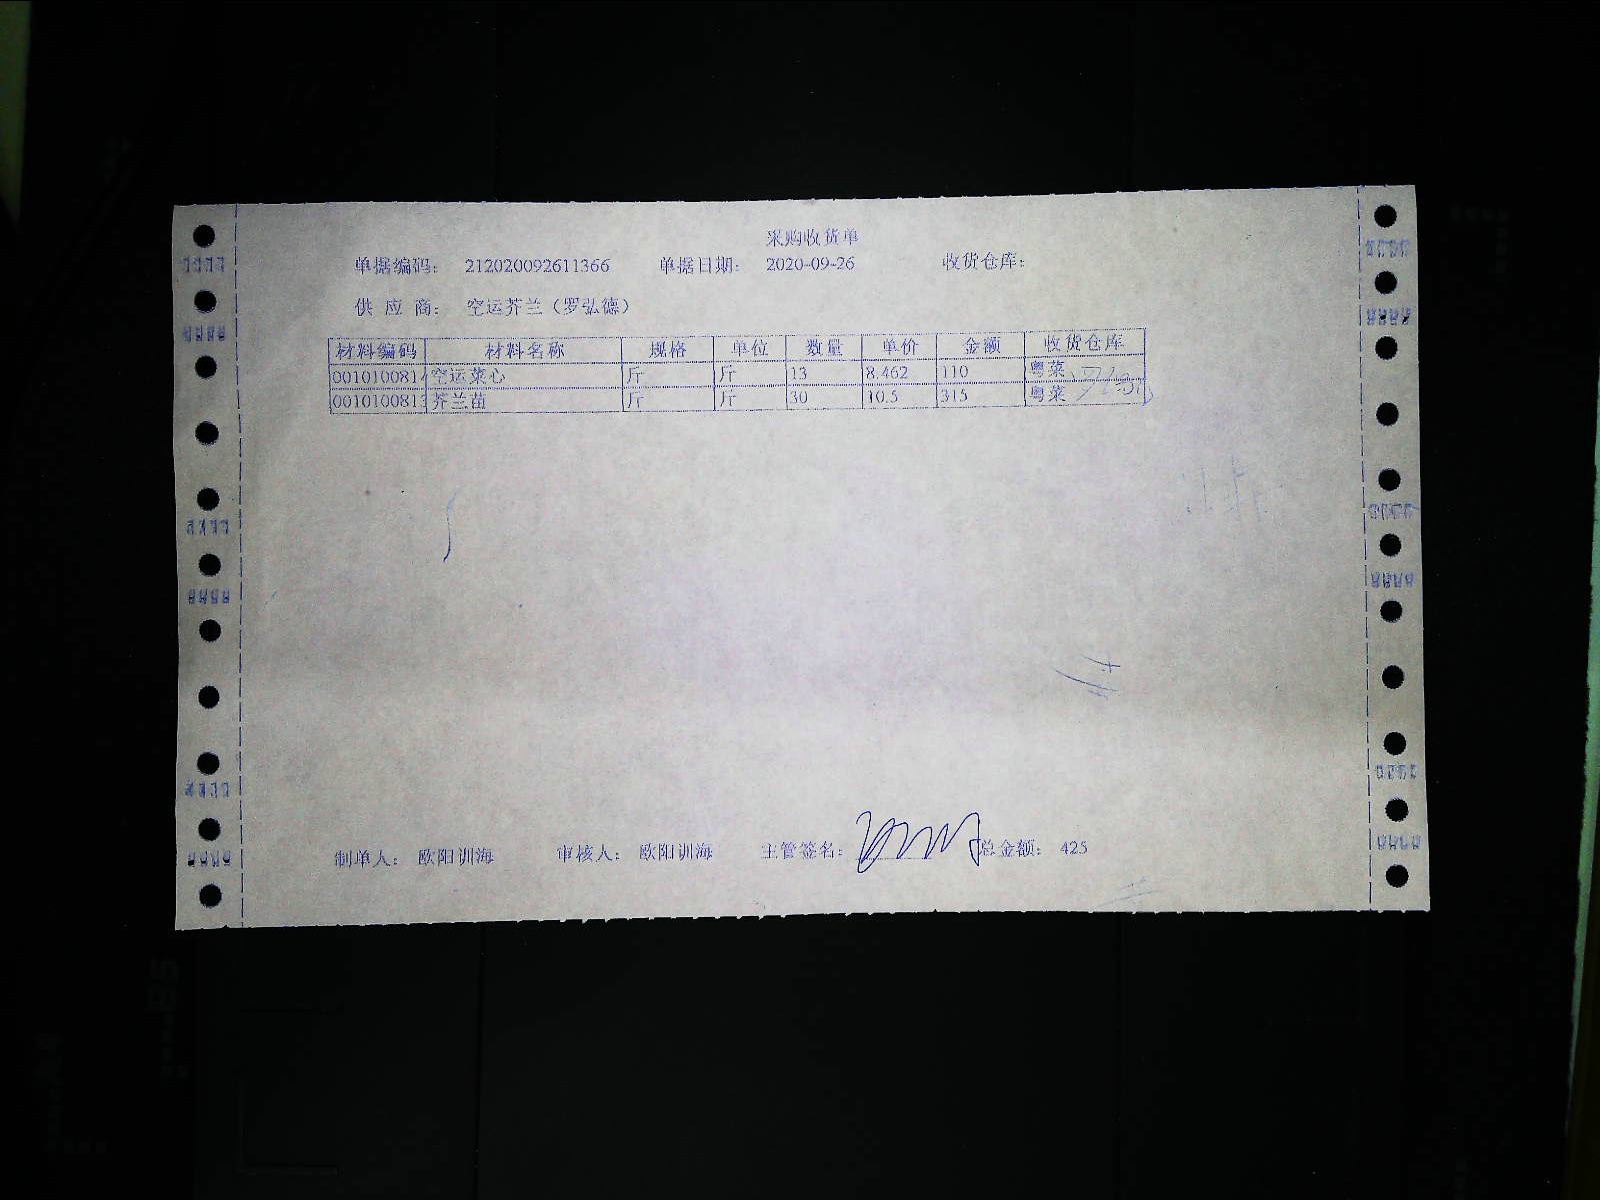 采购收货单
单据编码： 212020092611366 单据日期： 2020-09-26 收货仓库：
供 应 商： 空运芥兰（罗弘德）
材料编码 材料名称 规格 单位 数量 单价 金额 收货仓库
0010100814 空运菜心 斤 斤 13 8.462 110 粤菜
0010100813 芥兰苗 斤 斤 30 10.5 315 粤菜
制单人： 欧阳训海 审核人： 欧阳训海 主管签名： 总金额： 425